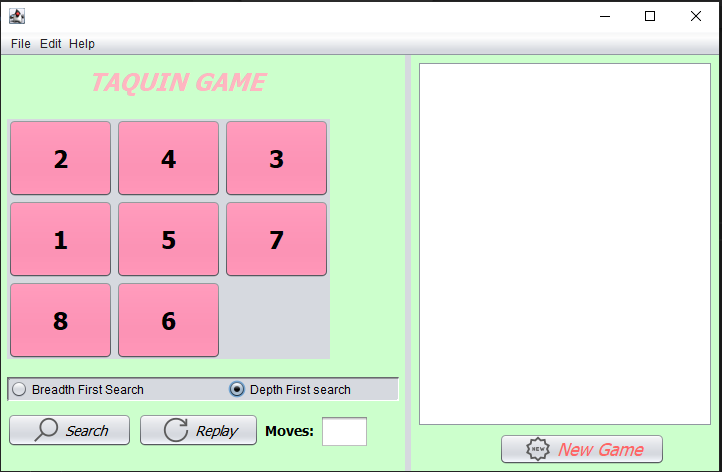 File Edit Help
TAQUIN GAME
2 4 3
1 5 7
8 6
Breadth First Search Depth First search
Search Replay Moves:
NEW New Game